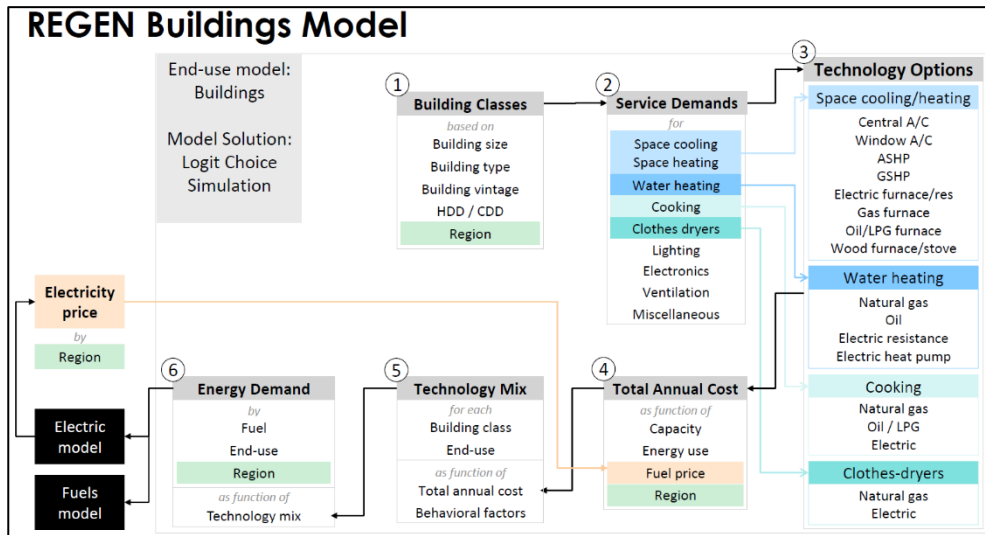 REGEN Buildings Model
End-use model:
Buildings
Model Solution:
Logit Choice
Simulation
1
Building Classes
based on
Building size
Building type
Building vintage
HDD / CDD
Region
2
Service Demands
for
Space cooling
Space heating
Water heating
Cooking
Clothes dryers
Lighting
Electronics
Ventilation
Miscellaneous
3
Technology Options
Space cooling/heating
Central A/C
Window A/C
ASHP
GSHP
Electric furnace/res
Gas furnace
Oil/LPG furnace
Wood furnace/stove
Water heating
Natural gas
Oil
Electric resistance
Electric heat pump
Cooking
Natural gas
Oil / LPG
Electric
Clothes-dryers
Natural gas
Electric
4
Total Annual Cost
as function of
Capacity
Energy use
Fuel price
Region
5
Technology Mix
for each
Building class
End-use
as function of
Total annual cost
Behavioral factors
6
Energy Demand
by
Fuel
End-use
Region
as function of
Technology mix
Electricity
price
by
Region
Electric
model
Fuels
model